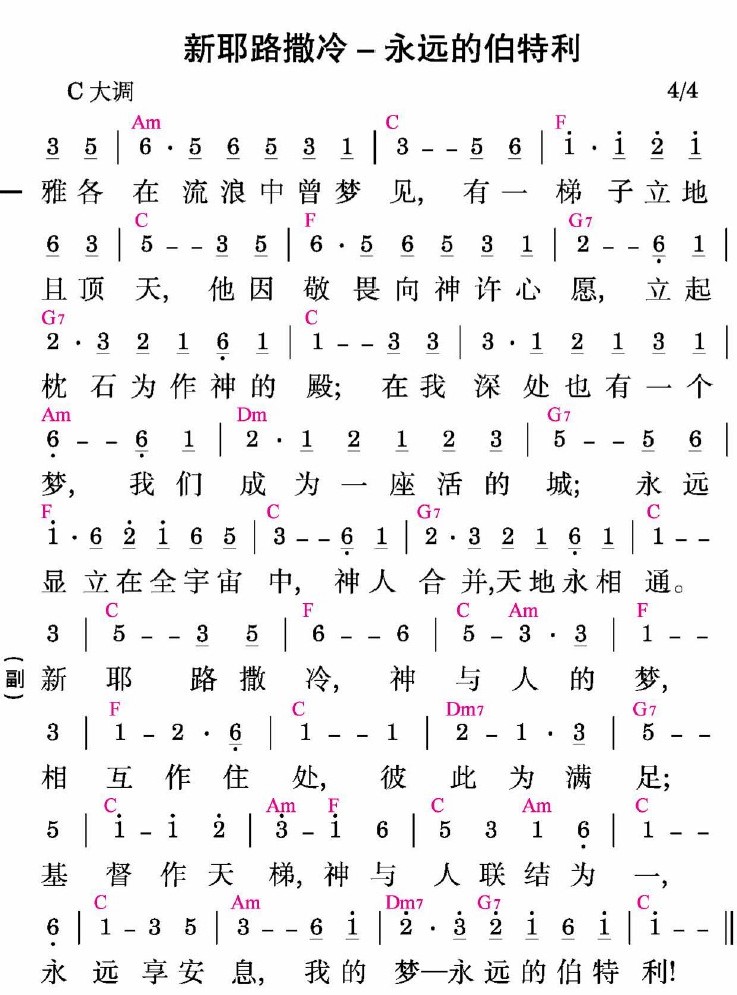 新耶路撒冷 – 永远的伯特利
C 大调 4/4
Am C F
3 5 | 6 · 5 6 5 3 1 | 3 - - 5 6 | i · i 2 i
一 雅各 在流浪中曾梦见, 有一梯子立地
C F G7
6 3 | 5 - - 3 5 | 6 · 5 6 5 3 1 | 2 - - 6 1 |
且顶天, 他因敬畏向神许心愿, 立起
G7 C
2 · 3 2 1 6 1 | 1 - - 3 3 | 3 · 1 2 1 3 1 |
枕石为作神的殿; 在我深处也有一个
Am Dm G7
6 - - 6 1 | 2 · 1 2 1 2 3 | 5 - - 5 6 |
梦, 我们成为一座活的城; 永远
F C G7 C
i · 6 2 i 6 5 | 3 - - 6 1 | 2 · 3 2 1 6 1 | 1 - -
显立在全宇宙中, 神人合并,天地永相通。
C F C Am F
3 | 5 - - 3 5 | 6 - - 6 | 5 - 3 · 3 | 1 - -
(副) 新耶路撒冷, 神与人的梦,
F C Dm7 G7
3 | 1 - 2 · 6 | 1 - - 1 | 2 - 1 · 3 | 5 - -
相互作住处, 彼此为满足;
C Am F C Am C
5 | i - i 2 | 3 - i 6 | 5 3 1 6 | 1 - -
基督作天梯,神与人联结为一,
C Am Dm7 G7 C
6 | 1 - 3 5 | 3 - - 6 i | 2 · 3 2 i 6 i | i - - ‖
永远享安息, 我的梦—永远的伯特利!